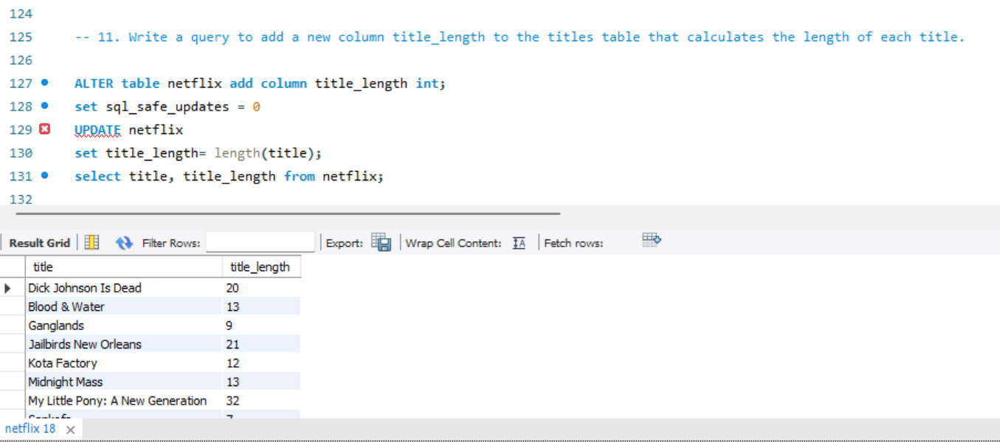 124
125 -- 11. Write a query to add a new column title_length to the titles table that calculates the length of each title.
126
127 ALTER table netflix add column title_length int;
128 set sql_safe_updates = 0
129 UPDATE netflix
130 set title_length= length(title);
131 select title, title_length from netflix;
132
Result Grid Filter Rows: Export: Wrap Cell Content: Fetch rows:
title title_length
Dick Johnson Is Dead 20
Blood & Water 13
Ganglands 9
Jailbirds New Orleans 21
Kota Factory 12
Midnight Mass 13
My Little Pony: A New Generation 32
netflix 18